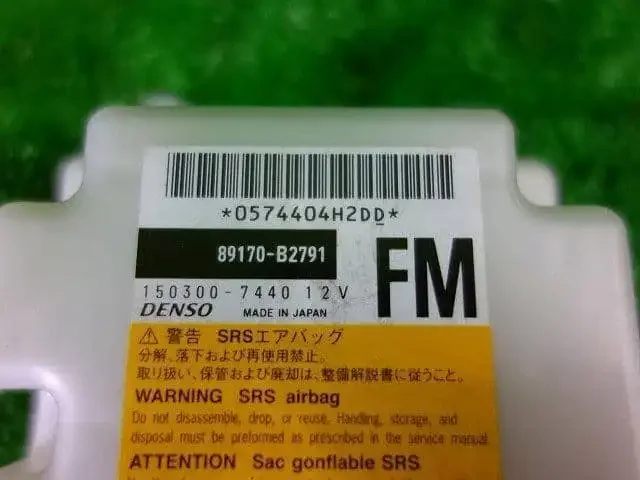 *0574404H2DD*
89170-B2791
FM
150300-7440 12V
DENSO MADE IN JAPAN
⚠ 警告 SRSエアバッグ
分解、落下および再使用禁止。
取り扱い、保管および廃却は、整備解説書に従うこと。
WARNING SRS airbag
Do not disassemble, drop, or reuse. Handling, storage, and
disposal must be preformed as prescribed in the service manual.
ATTENTION Sac gonflable SRS